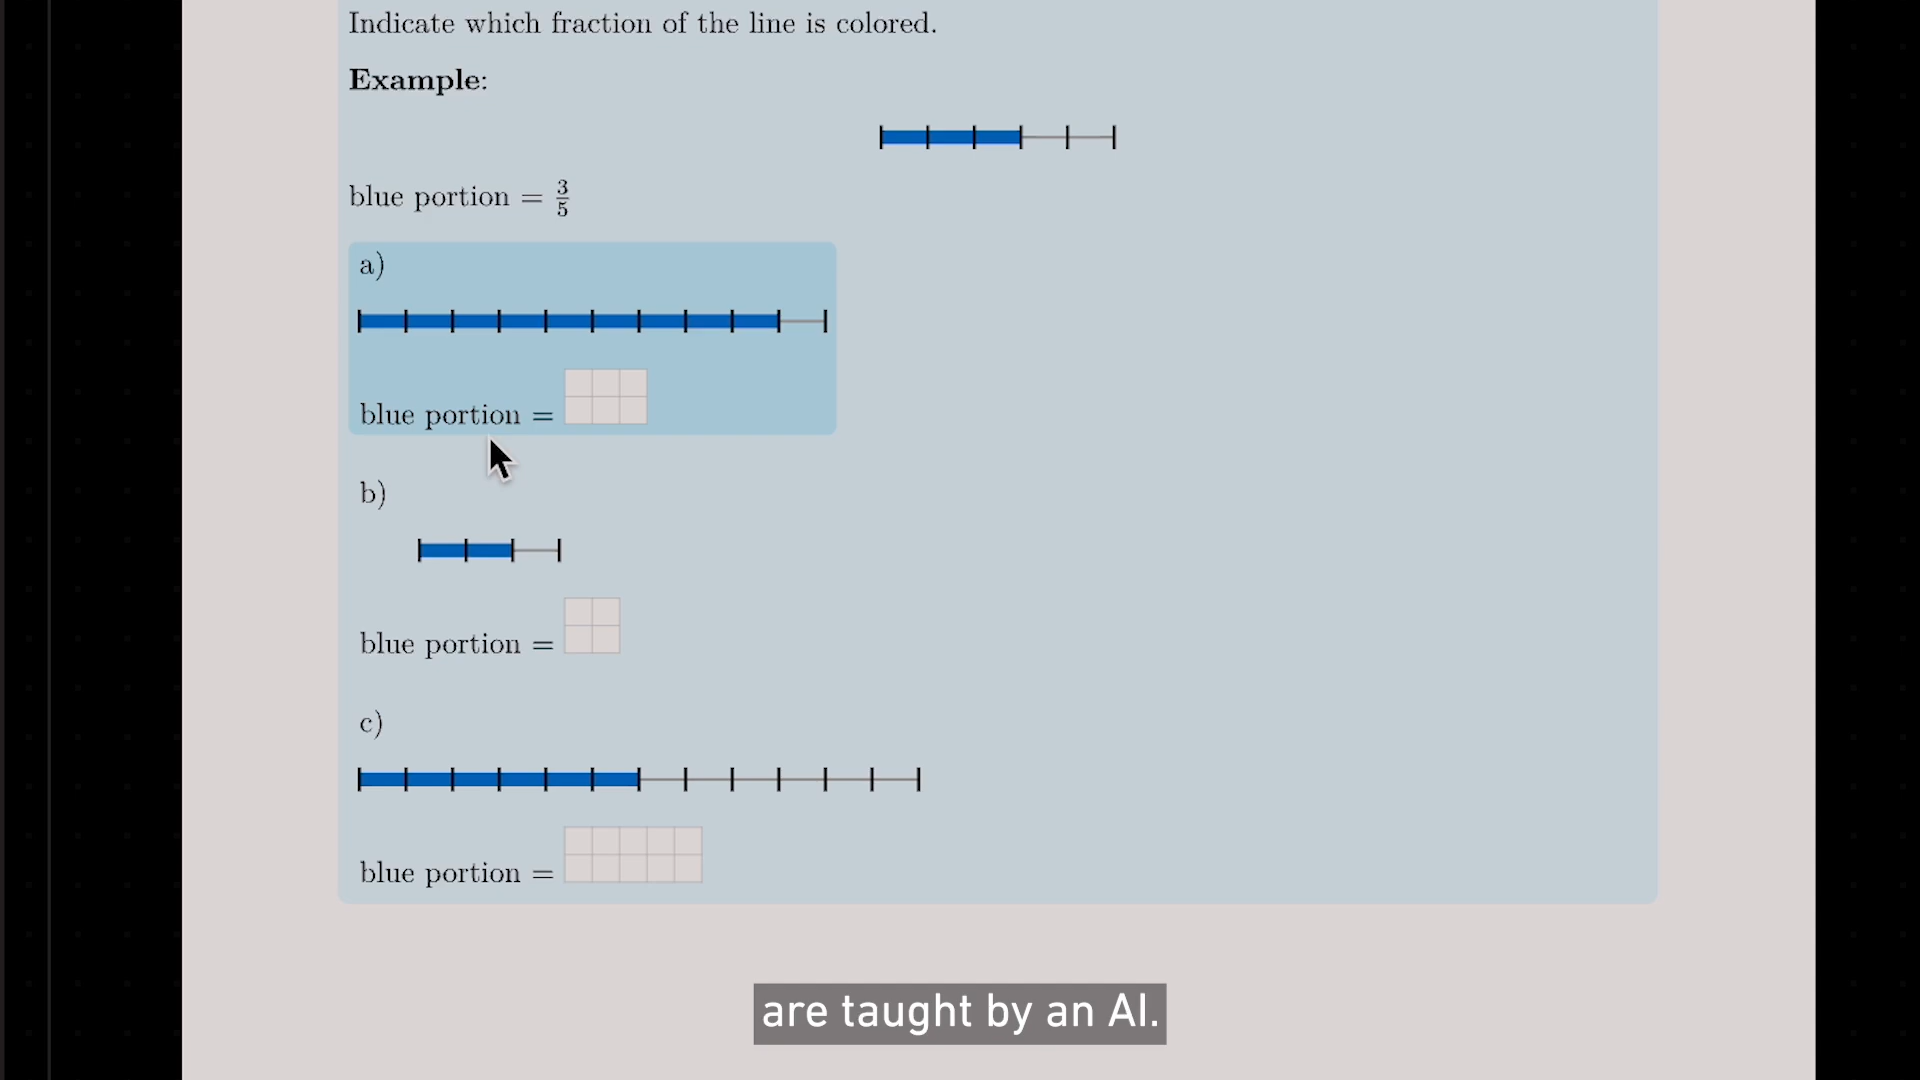 Indicate which fraction of the line is colored.
Example:
blue portion = 3/5
a)
blue portion =
b)
blue portion =
c)
blue portion =
are taught by an AI.